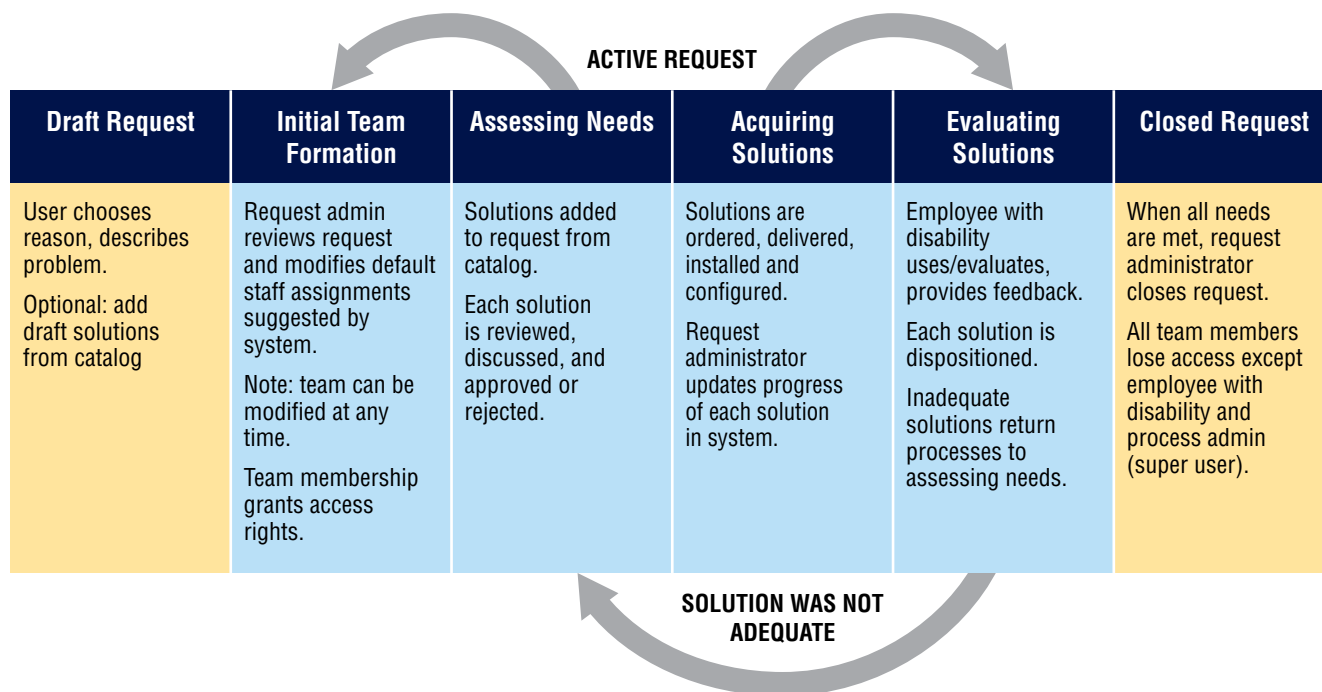 ACTIVE REQUEST
Draft Request
Initial Team
Formation
Assessing Needs
Acquiring
Solutions
Evaluating
Solutions
Closed Request
User chooses
reason, describes
problem.
Optional: add
draft solutions
from catalog
Request admin
reviews request
and modifies default
staff assignments
suggested by
system.
Note: team can be
modified at any
time.
Team membership
grants access
rights.
Solutions added
to request from
catalog.
Each solution
is reviewed,
discussed, and
approved or
rejected.
Solutions are
ordered, delivered,
installed and
configured.
Request
administrator
updates progress
of each solution
in system.
Employee with
disability
uses/evaluates,
provides feedback.
Each solution is
dispositioned.
Inadequate
solutions return
processes to
assessing needs.
When all needs
are met, request
administrator
closes request.
All team members
lose access except
employee with
disability and
process admin
(super user).
SOLUTION WAS NOT
ADEQUATE